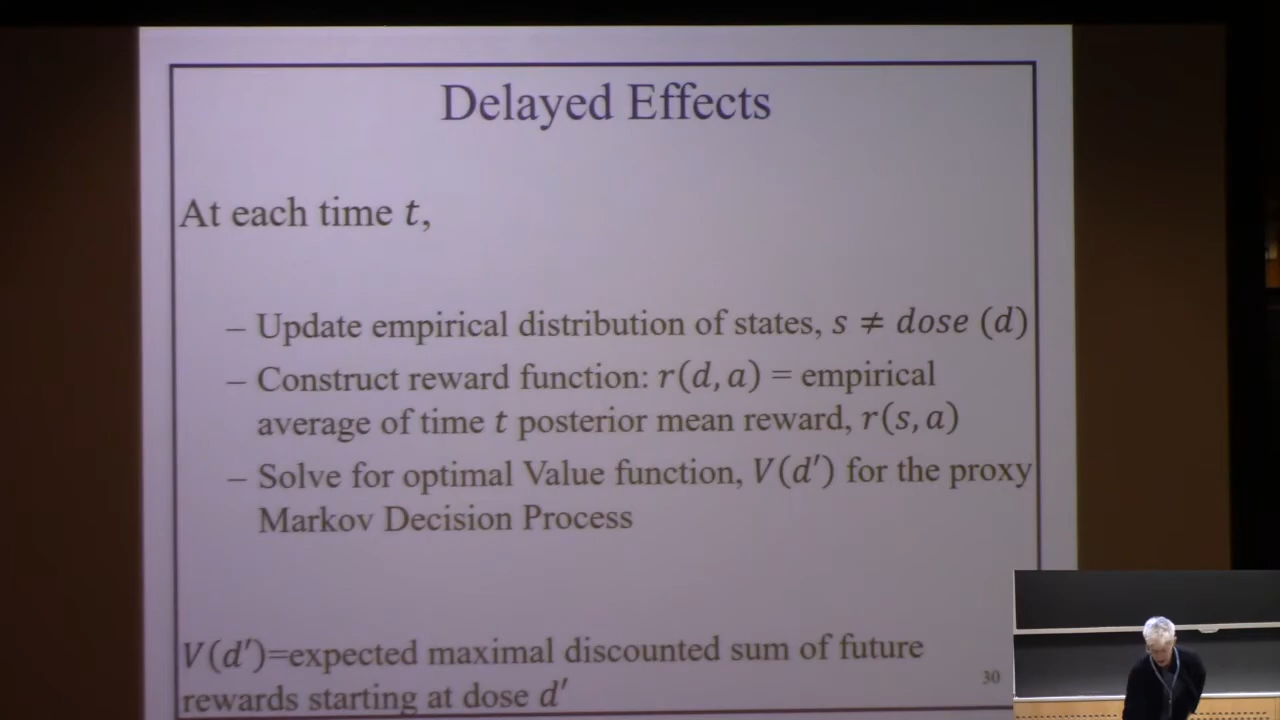 Delayed Effects
At each time t,
– Update empirical distribution of states, s ≠ dose (d)
– Construct reward function: r(d, a) = empirical
average of time t posterior mean reward, r(s, a)
– Solve for optimal Value function, V(d′) for the proxy
Markov Decision Process
V(d′)=expected maximal discounted sum of future
rewards starting at dose d′
30